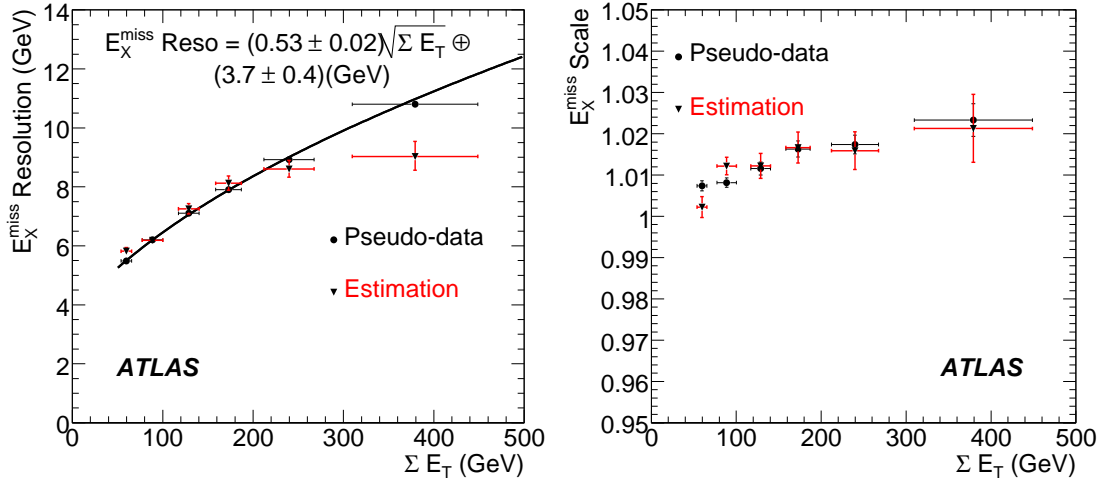 E_X^miss Resolution (GeV)
14
12
10
8
6
4
2
0
E_X^miss Reso = (0.53 ± 0.02)√Σ E_T ⊕
(3.7 ± 0.4)(GeV)
Pseudo-data
Estimation
ATLAS
0 100 200 300 400 500
Σ E_T (GeV)
E_X^miss Scale
1.05
1.04
1.03
1.02
1.01
1
0.99
0.98
0.97
0.96
0.95
Pseudo-data
Estimation
ATLAS
0 100 200 300 400 500
Σ E_T (GeV)